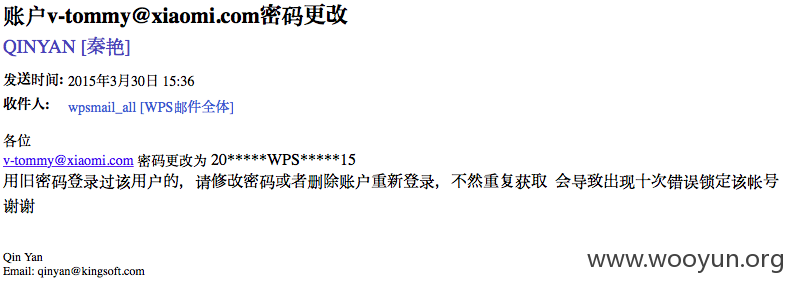 账户v-tommy@xiaomi.com密码更改
QINYAN [秦艳]
发送时间: 2015年3月30日 15:36
收件人: wpsmail_all [WPS邮件全体]
各位
v-tommy@xiaomi.com 密码更改为 20*****WPS*****15
用旧密码登录过该用户的，请修改密码或者删除账户重新登录，不然重复获取 会导致出现十次错误锁定该帐号
谢谢
Qin Yan
Email: qinyan@kingsoft.com
www.wooyun.org